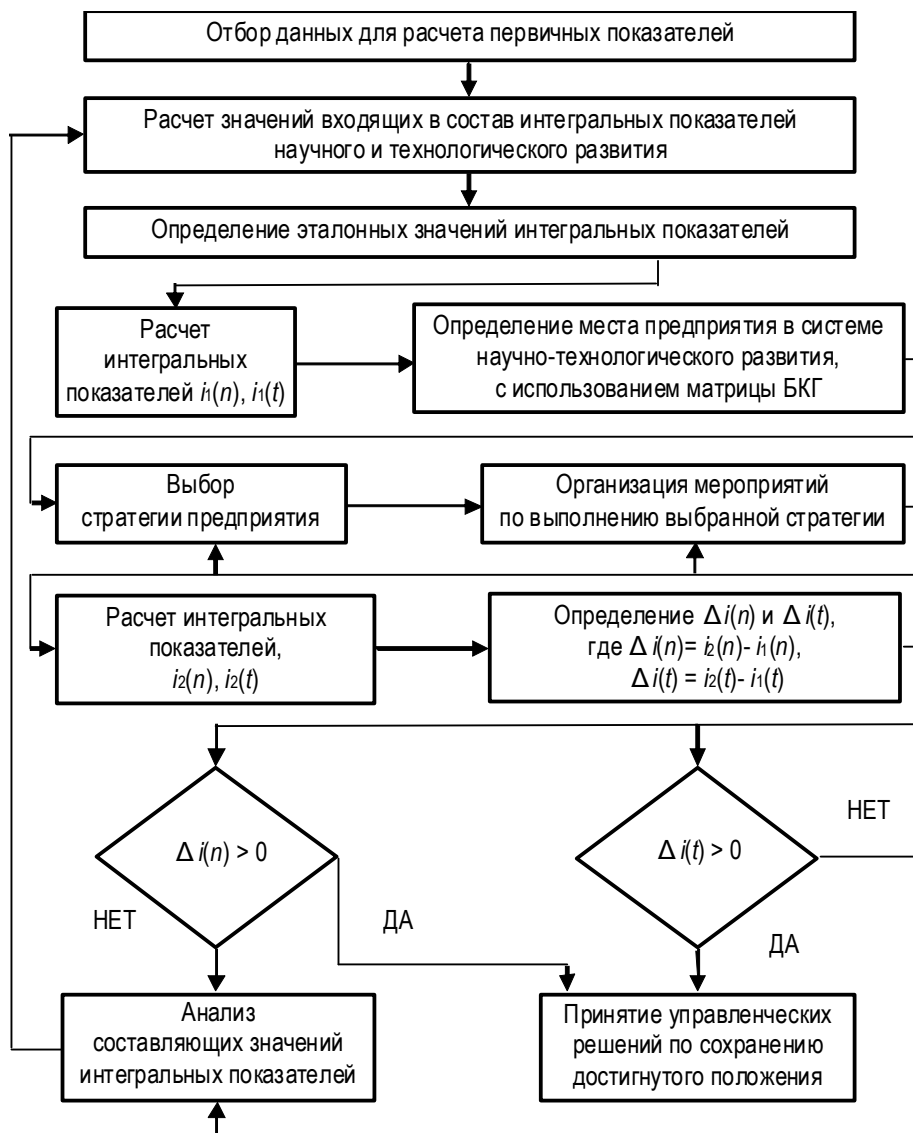 Отбор данных для расчета первичных показателей
Расчет значений входящих в состав интегральных показателей
научного и технологического развития
Определение эталонных значений интегральных показателей
Расчет
интегральных
показателей i1(n), i1(t)
Определение места предприятия в системе
научно-технологического развития,
с использованием матрицы БКГ
Выбор
стратегии предприятия
Организация мероприятий
по выполнению выбранной стратегии
Расчет интегральных
показателей,
i2(n), i2(t)
Определение Δ i(n) и Δ i(t),
где Δ i(n)= i2(n)- i1(n),
Δ i(t) = i2(t)- i1(t)
Δ i(n) > 0
Δ i(t) > 0
НЕТ
НЕТ
ДА
ДА
Анализ
составляющих значений
интегральных показателей
Принятие управленческих
решений по сохранению
достигнутого положения